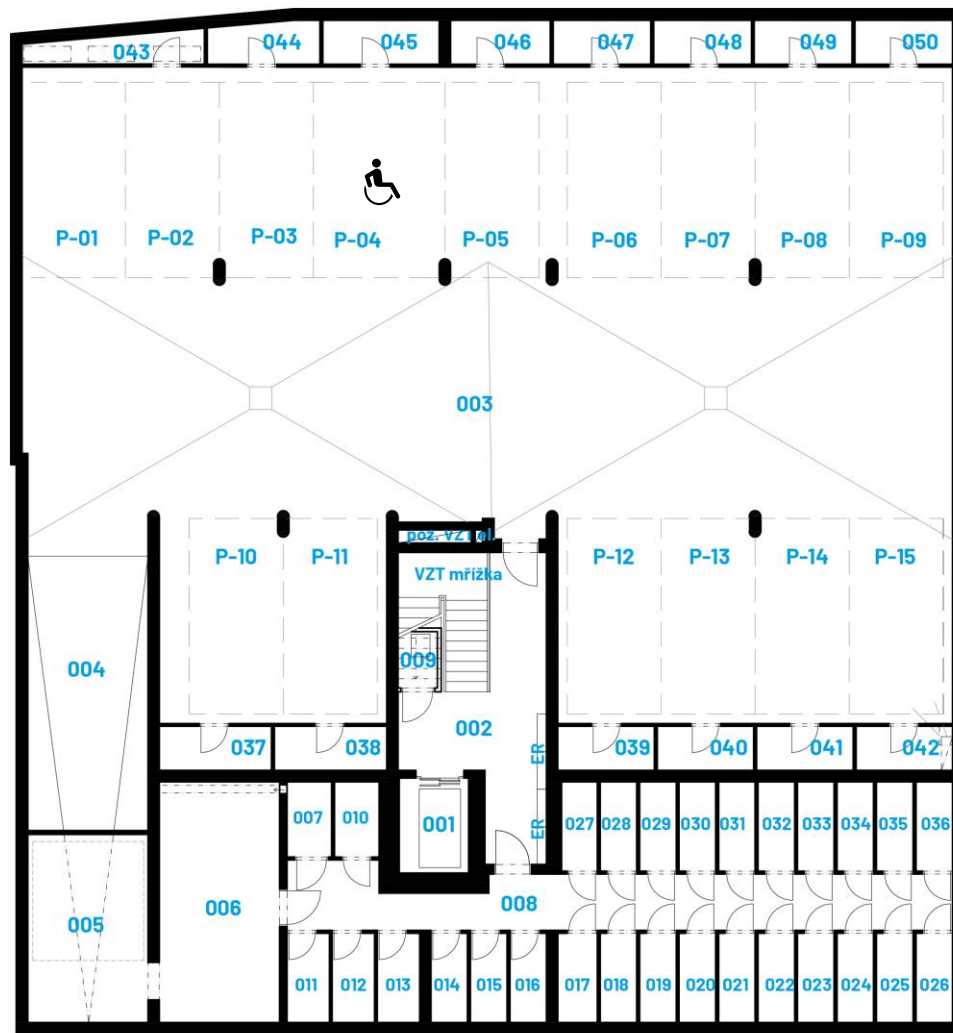 043 044 045 046 047 048 049 050
P-01 P-02 P-03 P-04 P-05 P-06 P-07 P-08 P-09
003
poz. VZT el.
P-10 P-11 P-12 P-13 P-14 P-15
VZT mřížka
009
004
002
037 038 039 040 041 042
ER
007 010 001 027 028 029 030 031 032 033 034 035 036
ER
005 006 008
011 012 013 014 015 016 017 018 019 020 021 022 023 024 025 026